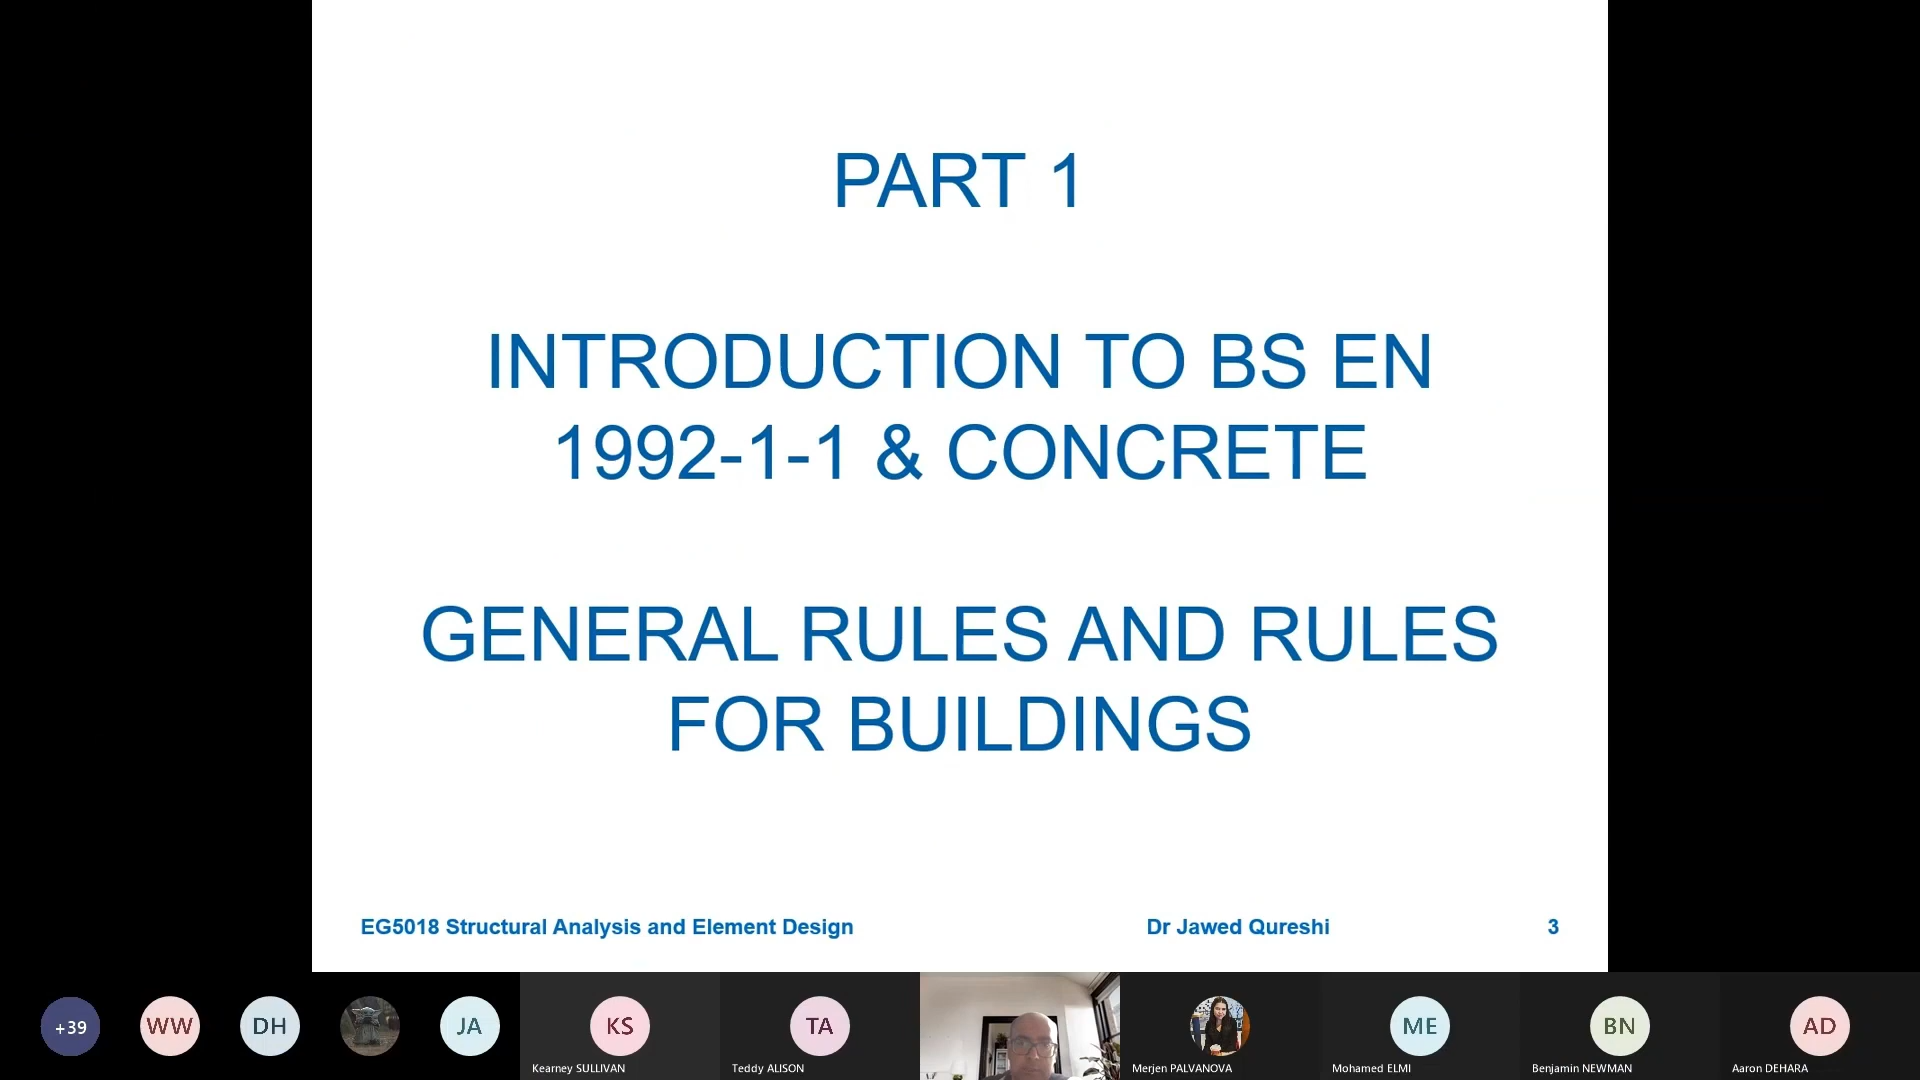 PART 1
INTRODUCTION TO BS EN
1992-1-1 & CONCRETE
GENERAL RULES AND RULES
FOR BUILDINGS
EG5018 Structural Analysis and Element Design
Dr Jawed Qureshi
3
+39
WW
DH
JA
KS
Kearney SULLIVAN
TA
Teddy ALISON
Merjen PALVANOVA
ME
Mohamed ELMI
BN
Benjamin NEWMAN
AD
Aaron DEHARA